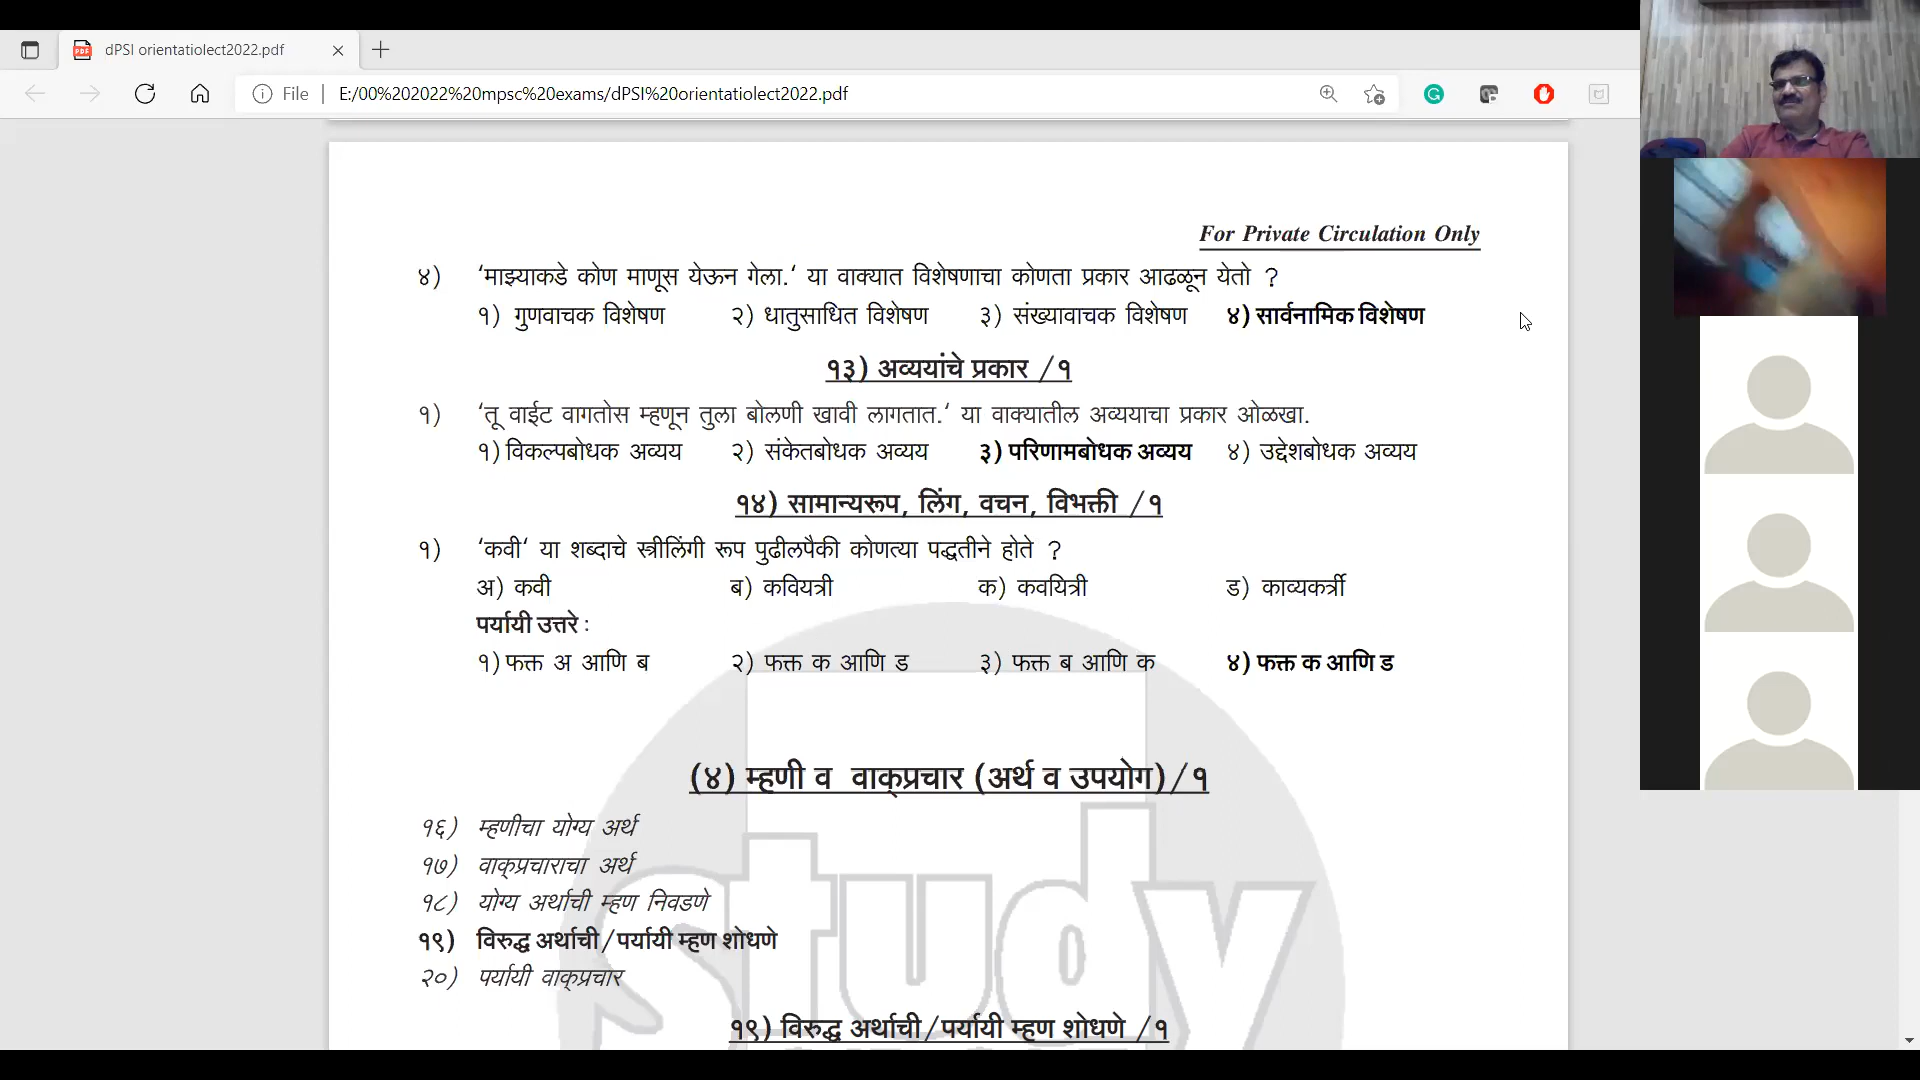 dPSI orientatiolect2022.pdf
File E:/00%202022%20mpsc%20exams/dPSI%20orientatiolect2022.pdf
For Private Circulation Only
४) ‘माझ्याकडे कोण माणूस येऊन गेला.‘ या वाक्यात विशेषणाचा कोणता प्रकार आढळून येतो ?
१) गुणवाचक विशेषण २) धातुसाधित विशेषण ३) संख्यावाचक विशेषण ४) सार्वनामिक विशेषण
१३) अव्ययांचे प्रकार /१
१) ‘तू वाईट वागतोस म्हणून तुला बोलणी खावी लागतात.‘ या वाक्यातील अव्ययाचा प्रकार ओळखा.
१) विकल्पबोधक अव्यय २) संकेतबोधक अव्यय ३) परिणामबोधक अव्यय ४) उद्देशबोधक अव्यय
१४) सामान्यरूप, लिंग, वचन, विभक्ती /१
१) ‘कवी‘ या शब्दाचे स्त्रीलिंगी रूप पुढीलपैकी कोणत्या पद्धतीने होते ?
अ) कवी ब) कवियत्री क) कवयित्री ड) काव्यकर्त्री
पर्यायी उत्तरे :
१) फक्त अ आणि ब २) फक्त क आणि ड ३) फक्त ब आणि क ४) फक्त क आणि ड
(४) म्हणी व वाक्प्रचार (अर्थ व उपयोग)/१
१६) म्हणीचा योग्य अर्थ
१७) वाक्प्रचाराचा अर्थ
१८) योग्य अर्थाची म्हण निवडणे
१९) विरुद्ध अर्थाची/पर्यायी म्हण शोधणे
२०) पर्यायी वाक्प्रचार
study
१९) विरुद्ध अर्थाची/पर्यायी म्हण शोधणे /१